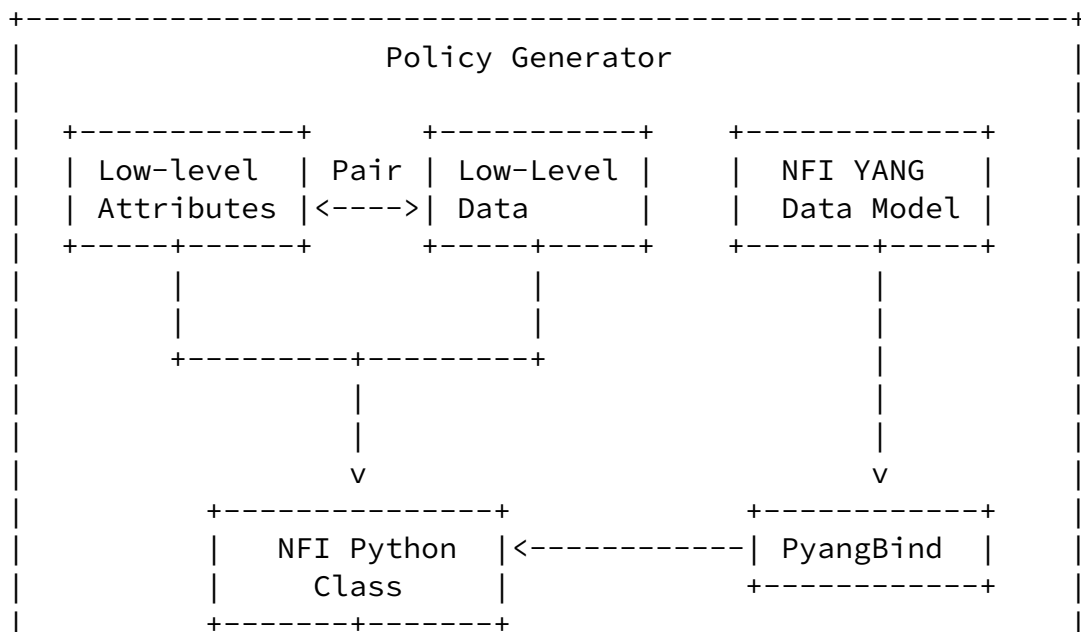 Policy Generator
Low-level Pair Low-Level NFI YANG
Attributes <----> Data Data Model
v v
NFI Python <------------ PyangBind
Class